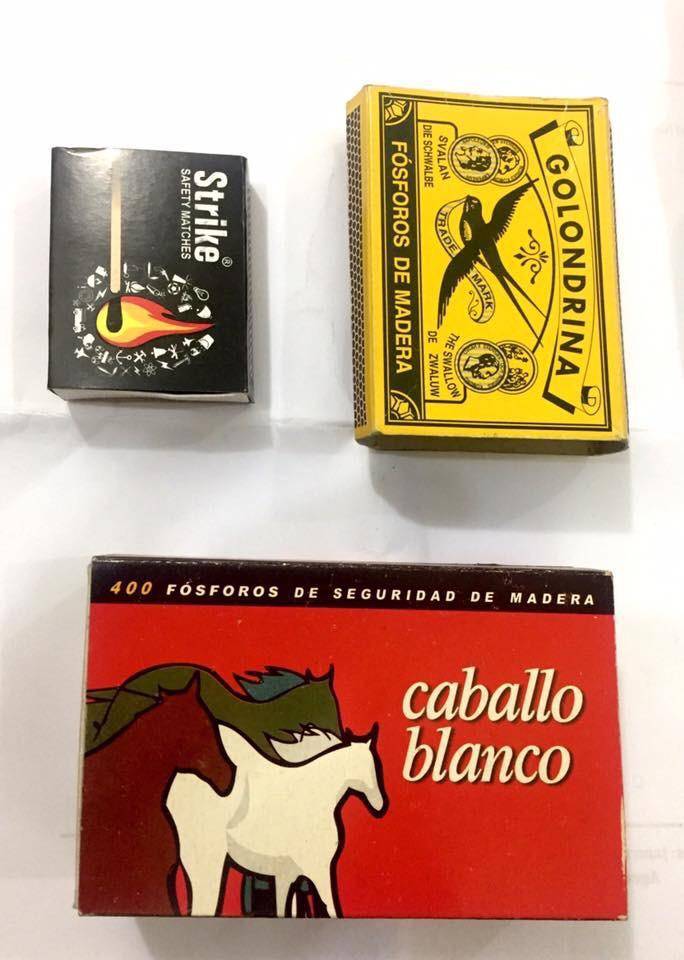 Strike®
SAFETY MATCHES
GOLONDRINA
SVALAN
DIE SCHWALBE
TRADE MARK
THE SWALLOW
DE ZWALUW
FÓSFOROS DE MADERA
400 FÓSFOROS DE SEGURIDAD DE MADERA
caballo
blanco